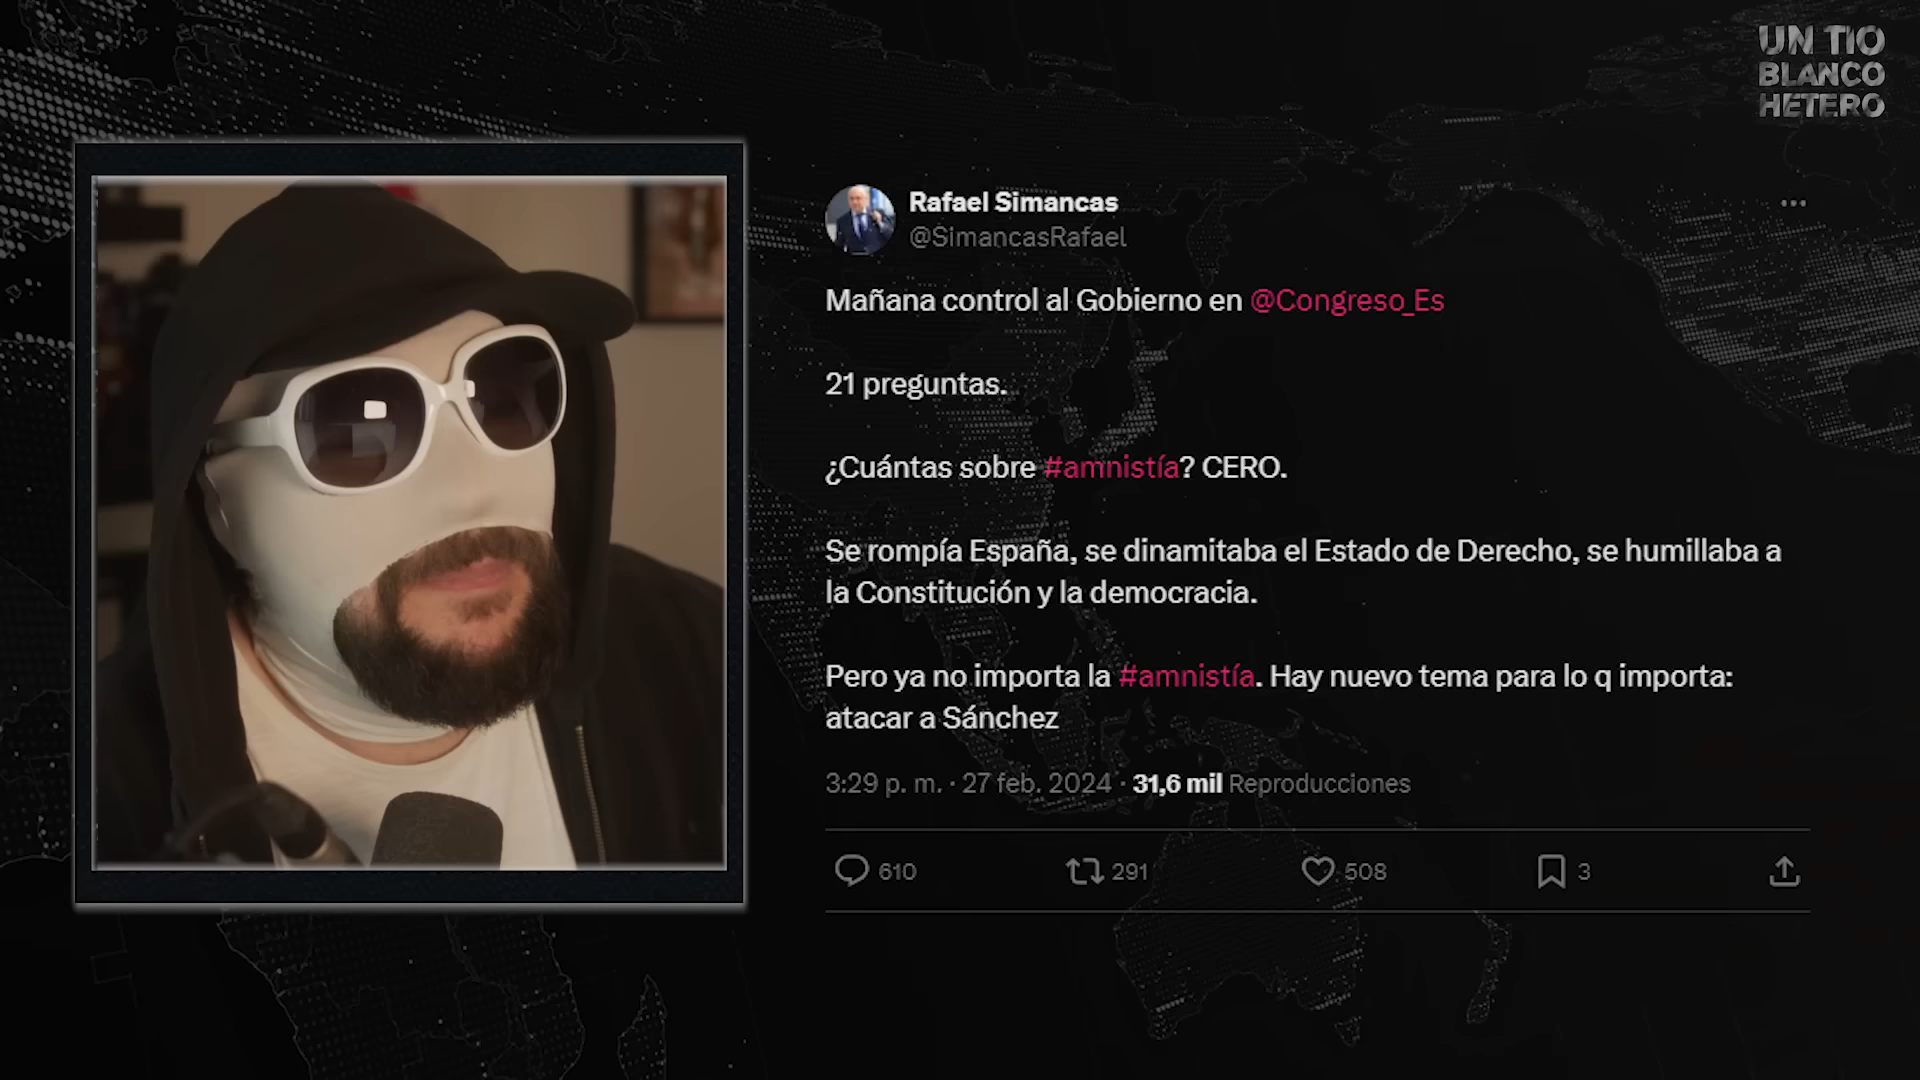 UN TIO
BLANCO
HETERO
Rafael Simancas
@SimancasRafael
Mañana control al Gobierno en @Congreso_Es
21 preguntas.
¿Cuántas sobre #amnistía? CERO.
Se rompía España, se dinamitaba el Estado de Derecho, se humillaba a
la Constitución y la democracia.
Pero ya no importa la #amnistía. Hay nuevo tema para lo q importa:
atacar a Sánchez
3:29 p. m. · 27 feb. 2024 · 31,6 mil Reproducciones
610 291 508 3